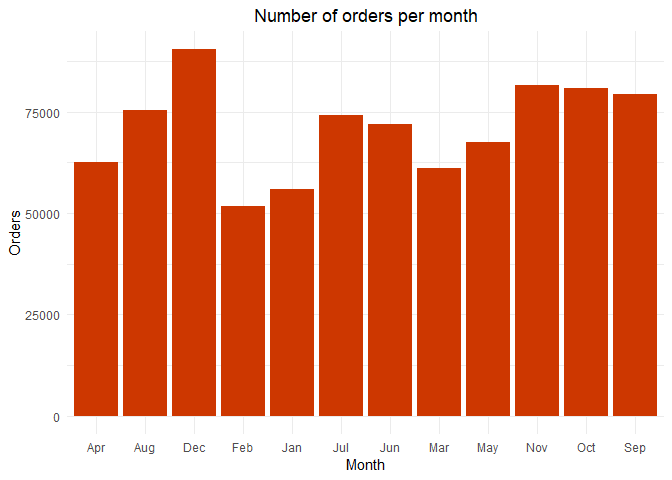 Number of orders per month
Orders
75000
50000
25000
0
Apr Aug Dec Feb Jan Jul Jun Mar May Nov Oct Sep
Month